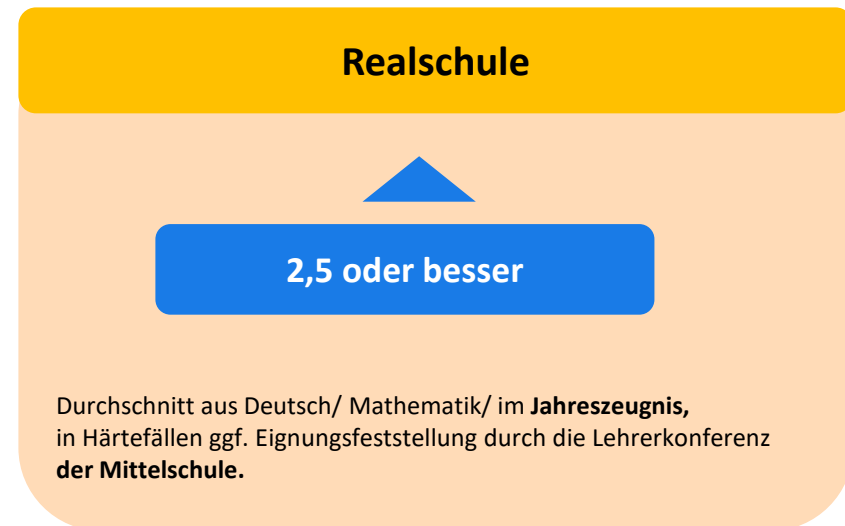 Realschule
2,5 oder besser
Durchschnitt aus Deutsch/ Mathematik/ im Jahreszeugnis,
in Härtefällen ggf. Eignungsfeststellung durch die Lehrerkonferenz
der Mittelschule.